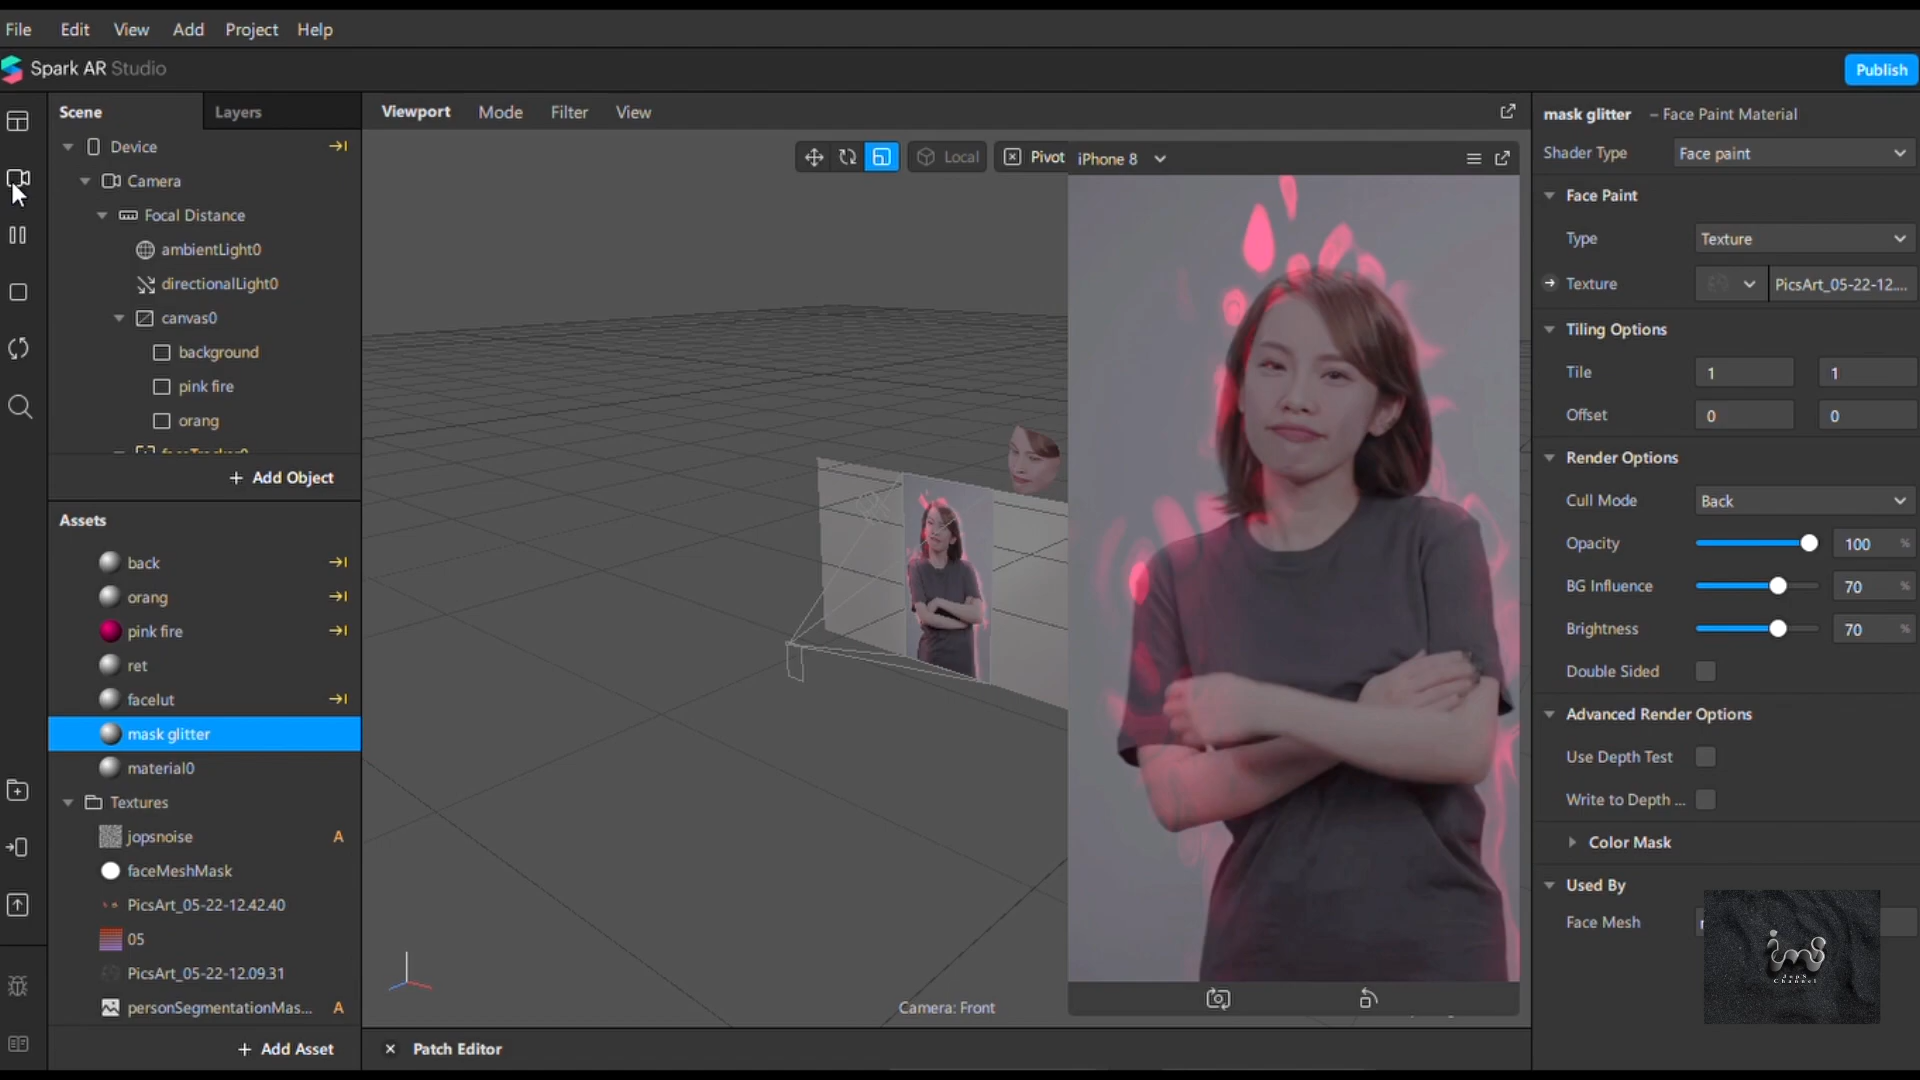 File Edit View Add Project Help
Spark AR Studio
Publish
Scene
Layers
Device
Camera
Focal Distance
ambientLight0
directionalLight0
canvas0
background
pink fire
orang
+ Add Object
Assets
back
orang
pink fire
ret
facelut
mask glitter
material0
Textures
jopsnoise A
faceMeshMask
PicsArt_05-22-12.42.40
05
PicsArt_05-22-12.09.31
personSegmentationMas... A
+ Add Asset
Viewport Mode Filter View
Local
Pivot
iPhone 8
Camera: Front
Patch Editor
mask glitter – Face Paint Material
Shader Type Face paint
Face Paint
Type Texture
Texture PicsArt_05-22-12....
Tiling Options
Tile 1 1
Offset 0 0
Render Options
Cull Mode Back
Opacity 100 %
BG Influence 70 %
Brightness 70 %
Double Sided
Advanced Render Options
Use Depth Test
Write to Depth ...
Color Mask
Used By
Face Mesh
JopS
Channel